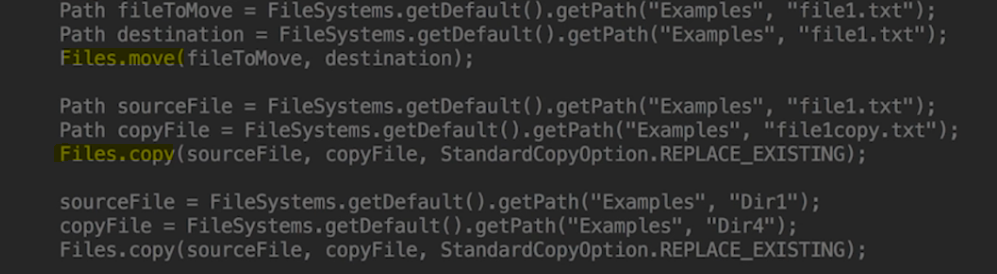 Path fileToMove = FileSystems.getDefault().getPath("Examples", "file1.txt");
Path destination = FileSystems.getDefault().getPath("Examples", "file1.txt");
Files.move(fileToMove, destination);
Path sourceFile = FileSystems.getDefault().getPath("Examples", "file1.txt");
Path copyFile = FileSystems.getDefault().getPath("Examples", "file1copy.txt");
Files.copy(sourceFile, copyFile, StandardCopyOption.REPLACE_EXISTING);
sourceFile = FileSystems.getDefault().getPath("Examples", "Dir1");
copyFile = FileSystems.getDefault().getPath("Examples", "Dir4");
Files.copy(sourceFile, copyFile, StandardCopyOption.REPLACE_EXISTING);